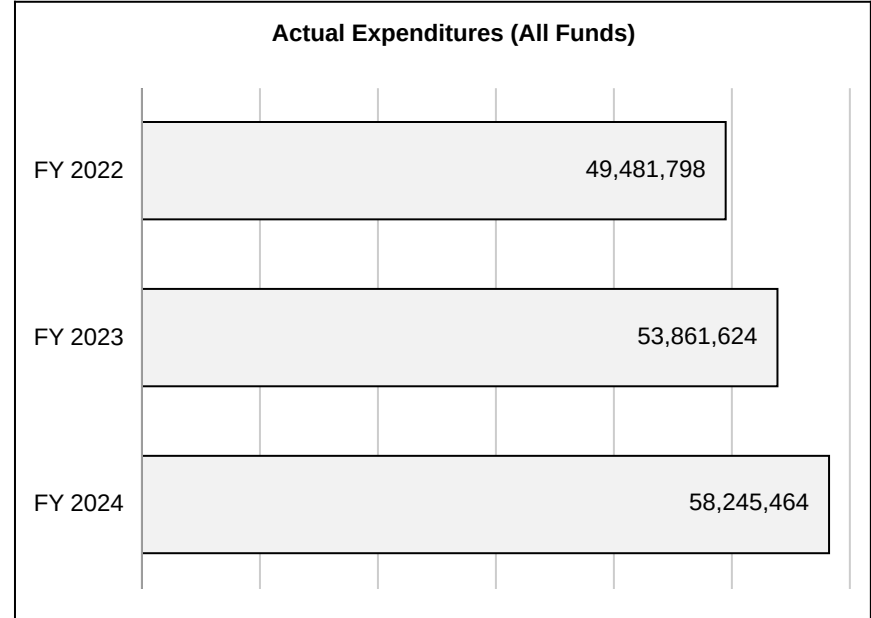 Actual Expenditures (All Funds)
FY 2022
49,481,798
FY 2023
53,861,624
FY 2024
58,245,464